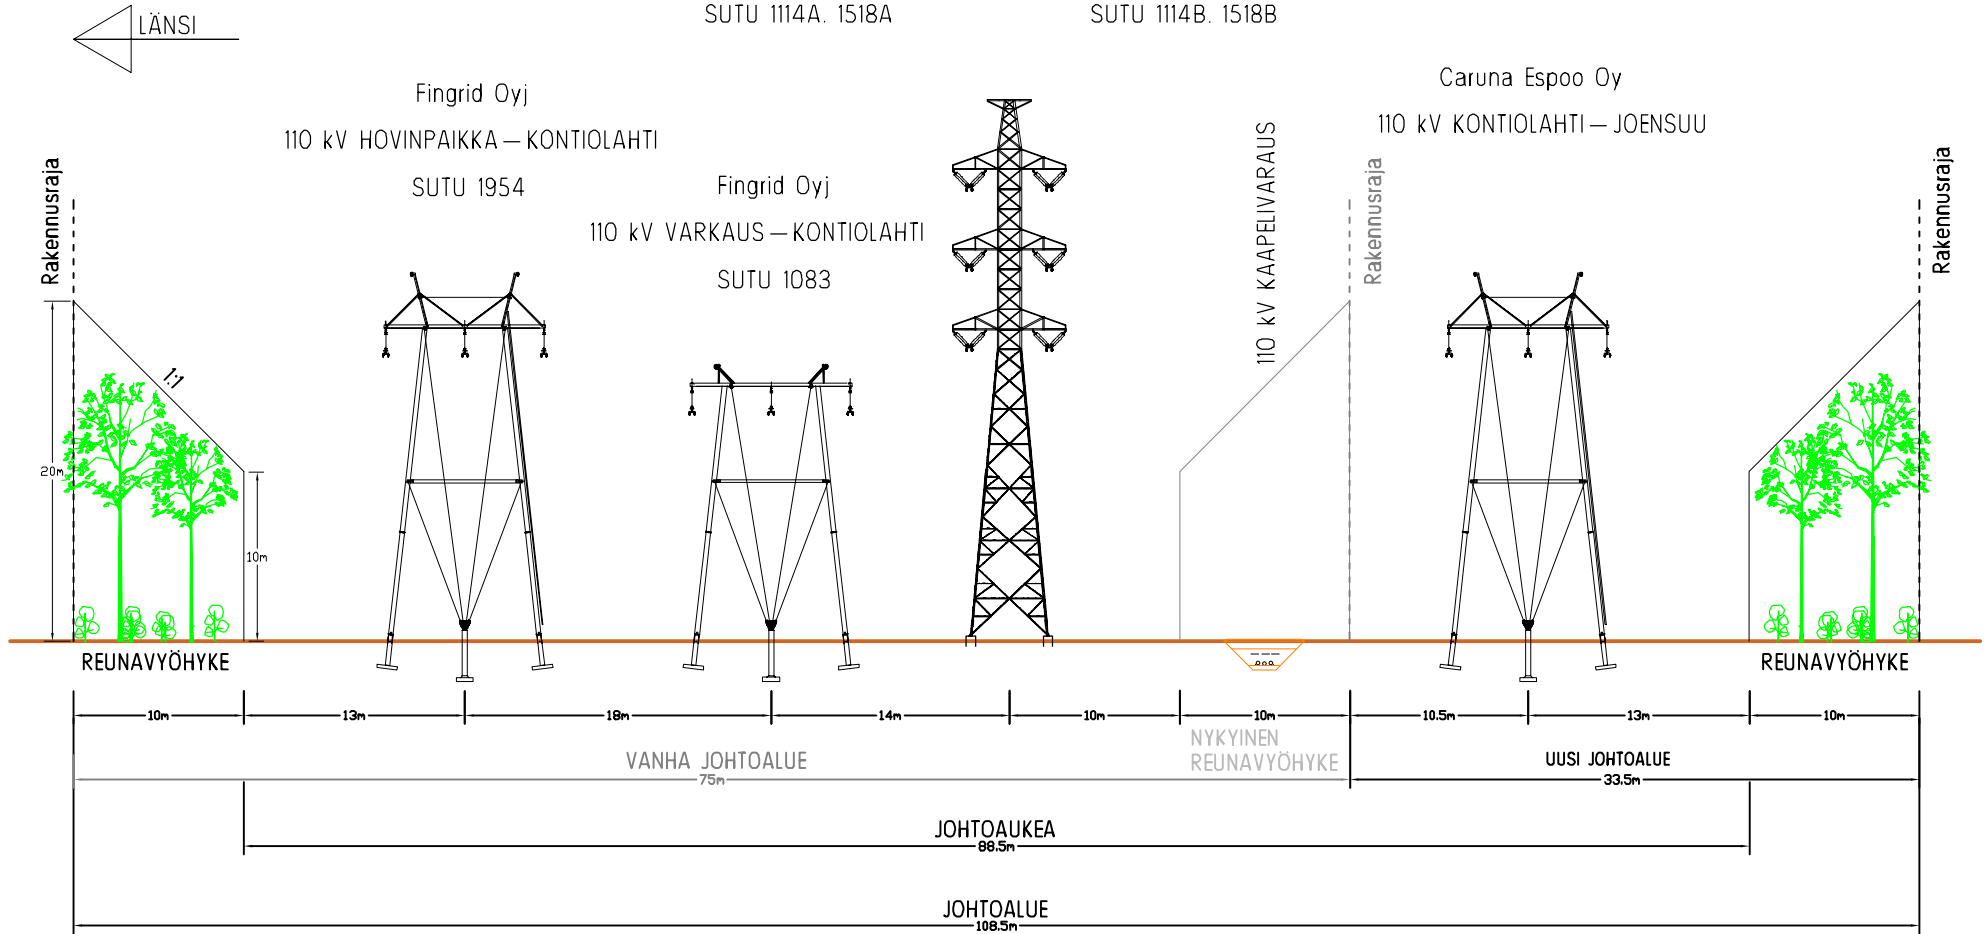 LÄNSI
SUTU 1114A. 1518A
SUTU 1114B. 1518B
Fingrid Oyj
110 kV HOVINPAIKKA – KONTIOLAHTI
SUTU 1954
Fingrid Oyj
110 kV VARKAUS – KONTIOLAHTI
SUTU 1083
Caruna Espoo Oy
110 kV KONTIOLAHTI – JOENSUU
Rakennusraja
110 kV KAAPELIVARAUS
Rakennusraja
Rakennusraja
1:1
20m
10m
REUNAVYÖHYKE
REUNAVYÖHYKE
10m
13m
18m
14m
10m
10m
10.5m
13m
10m
NYKYINEN
REUNAVYÖHYKE
VANHA JOHTOALUE
75m
UUSI JOHTOALUE
33.5m
JOHTOAUKEA
88.5m
JOHTOALUE
108.5m